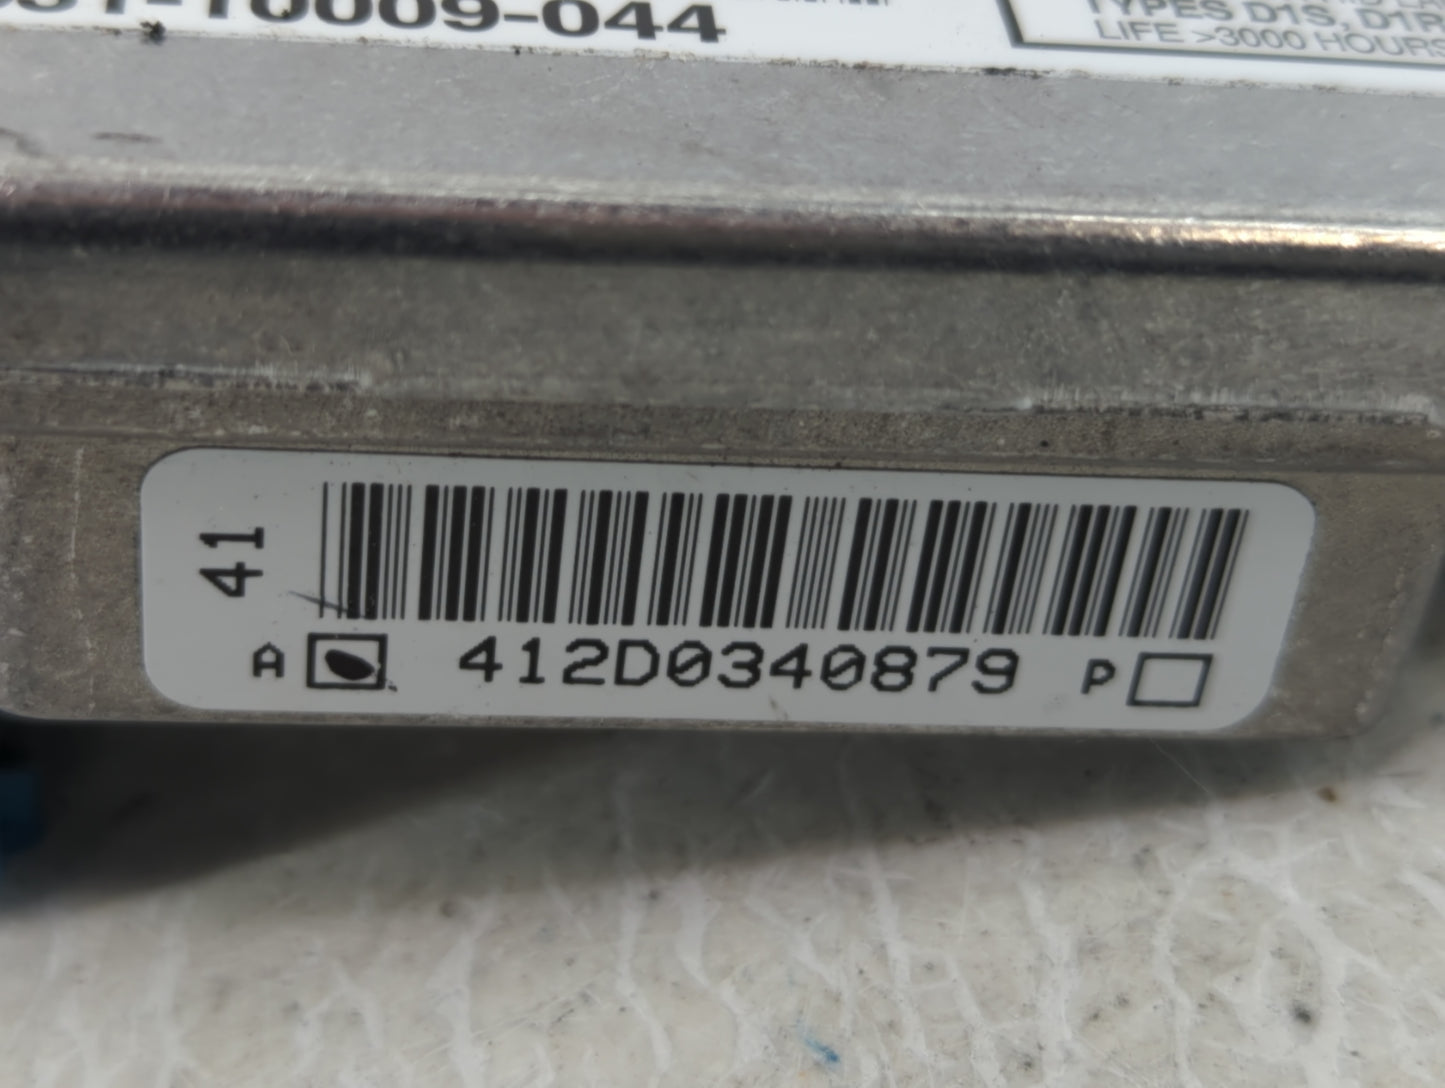 10009-044
TYPES D1S, D1R
LIFE >3000 HOURS
41
A 412D0340879 P